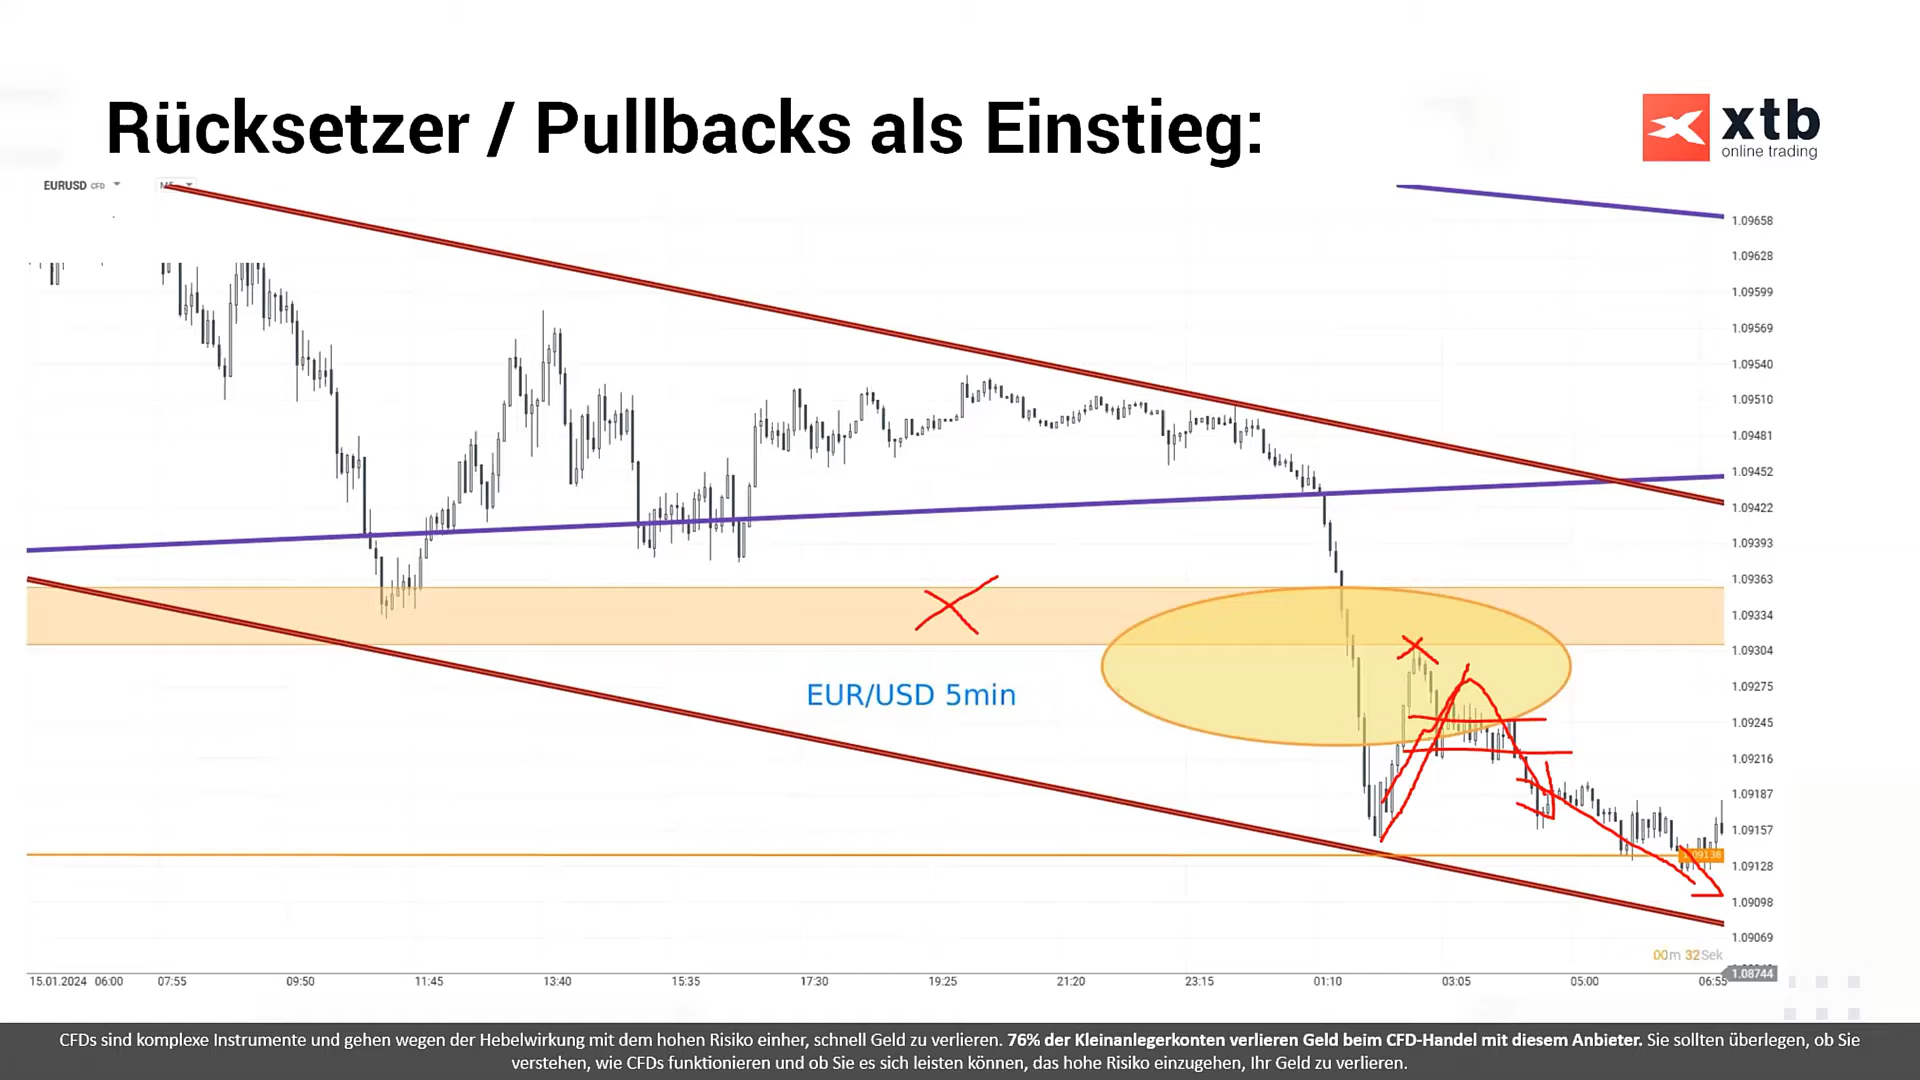 Rücksetzer / Pullbacks als Einstieg:
xtb
online trading
EURUSD CFD
1.09658
1.09628
1.09599
1.09569
1.09540
1.09510
1.09481
1.09452
1.09422
1.09393
1.09363
1.09334
1.09304
EUR/USD 5min
1.09275
1.09245
1.09216
1.09187
1.09157
1.09138
1.09128
1.09098
1.09069
00m 32Sek
1.08744
15.01.2024 06:00 07:55 09:50 11:45 13:40 15:35 17:30 19:25 21:20 23:15 01:10 03:05 05:00 06:55
CFDs sind komplexe Instrumente und gehen wegen der Hebelwirkung mit dem hohen Risiko einher, schnell Geld zu verlieren. 76% der Kleinanlegerkonten verlieren Geld beim CFD-Handel mit diesem Anbieter. Sie sollten überlegen, ob Sie
verstehen, wie CFDs funktionieren und ob Sie es sich leisten können, das hohe Risiko einzugehen, Ihr Geld zu verlieren.